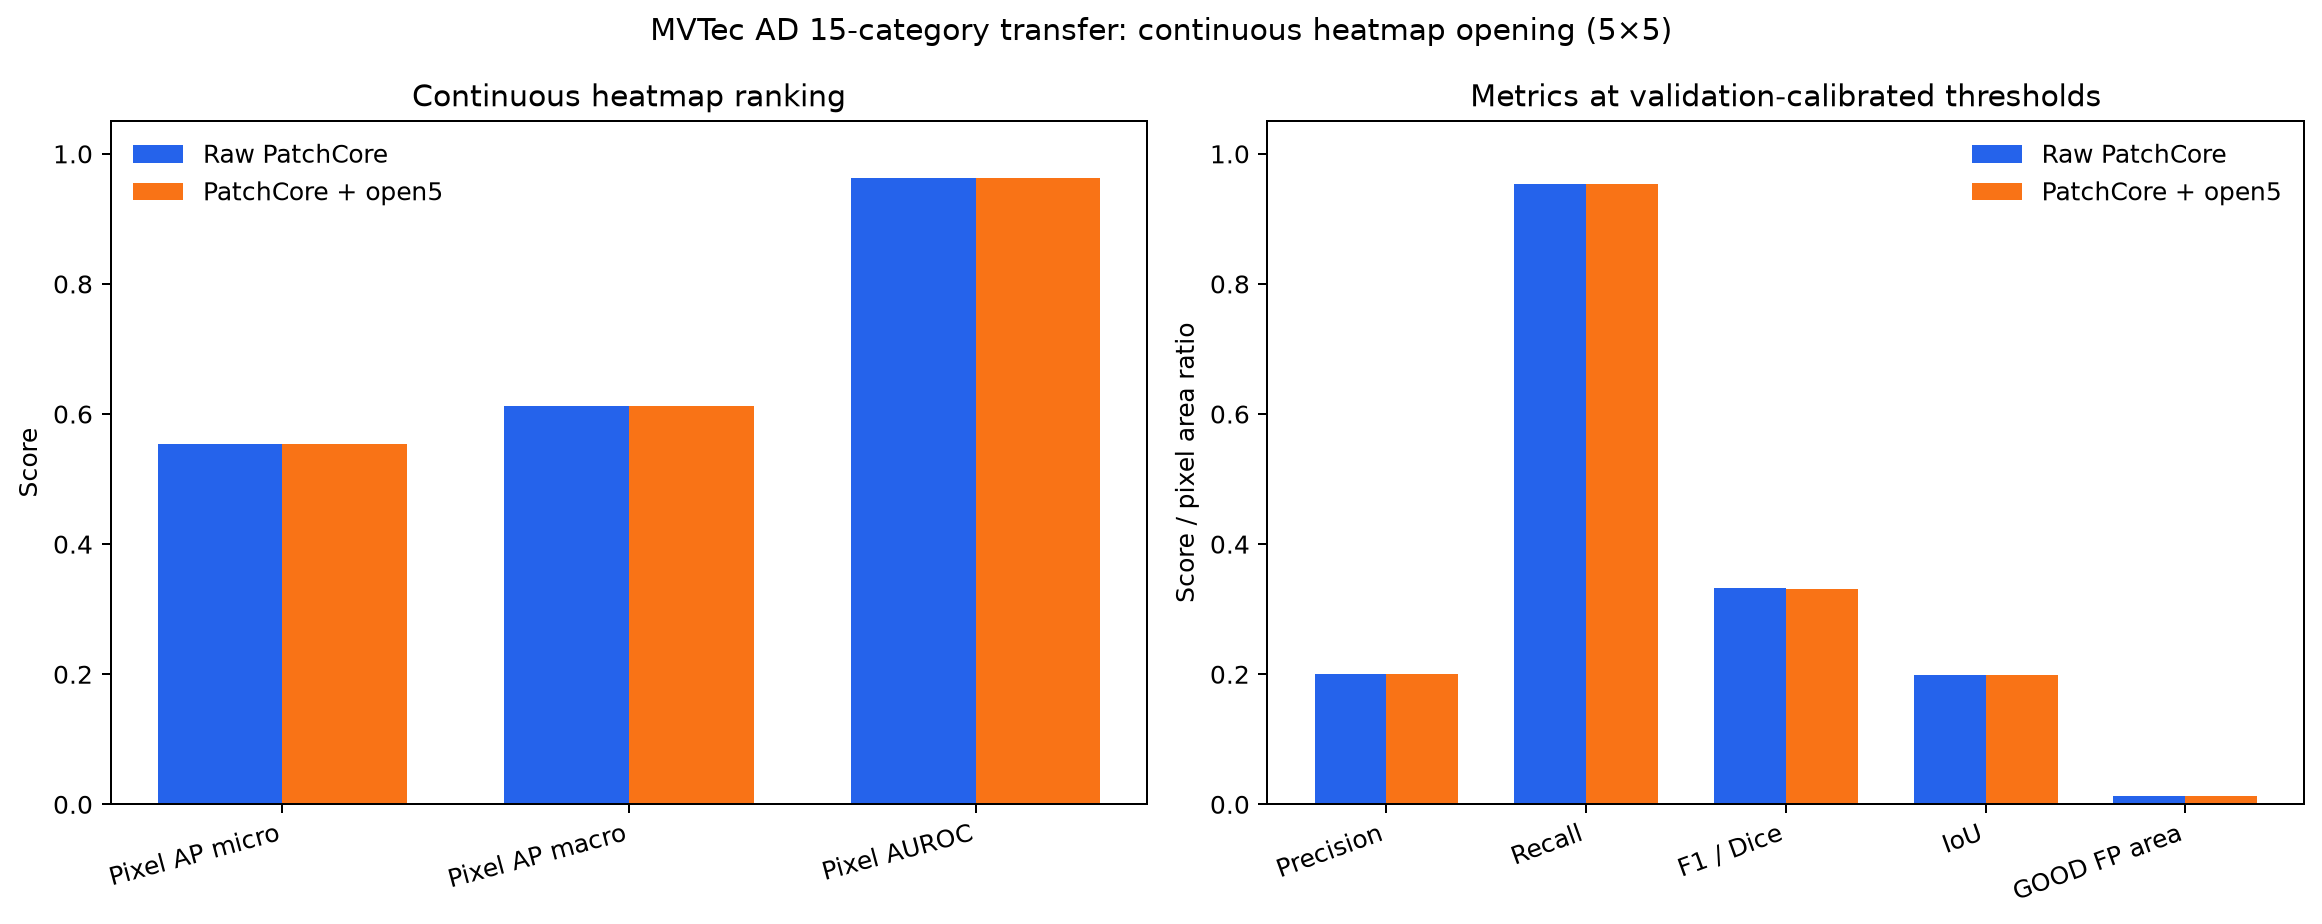 MVTec AD 15-category transfer: continuous heatmap opening (5×5)
Continuous heatmap ranking
Raw PatchCore
PatchCore + open5
Score
1.0
0.8
0.6
0.4
0.2
0.0
Pixel AP micro
Pixel AP macro
Pixel AUROC
Metrics at validation-calibrated thresholds
Raw PatchCore
PatchCore + open5
Score / pixel area ratio
1.0
0.8
0.6
0.4
0.2
0.0
Precision
Recall
F1 / Dice
IoU
GOOD FP area